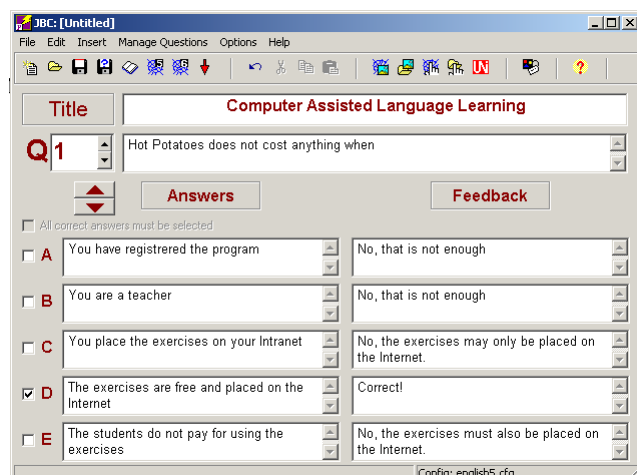 JBC: [Untitled]
File Edit Insert Manage Questions Options Help
Title
Computer Assisted Language Learning
Q 1
Hot Potatoes does not cost anything when
Answers
Feedback
All correct answers must be selected
A
You have registrered the program
No, that is not enough
B
You are a teacher
No, that is not enough
C
You place the exercises on your Intranet
No, the exercises may only be placed on
the Internet.
D
The exercises are free and placed on the
Internet
Correct!
E
The students do not pay for using the
exercises
No, the exercises must also be placed on
the Internet.
Config: english5.cfg